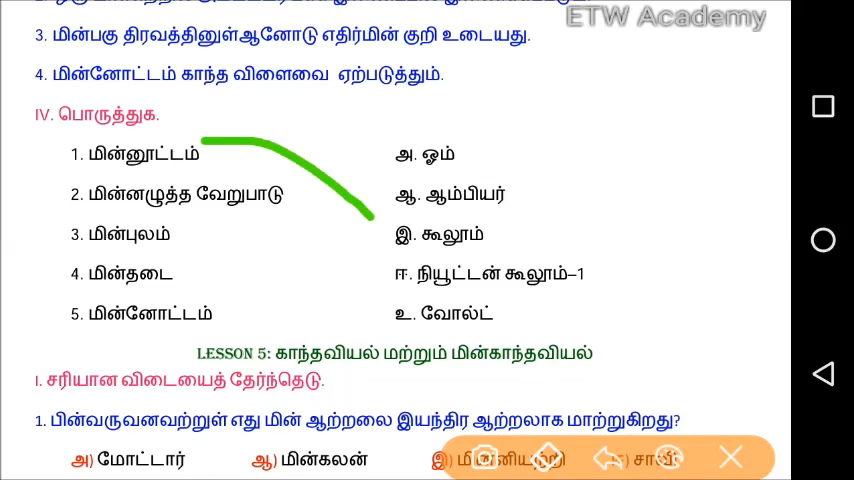 ETW Academy
3. மின்பகு திரவத்தினுள்ஆனோடு எதிர்மின் குறி உடையது.
4. மின்னோட்டம் காந்த விளைவை ஏற்படுத்தும்.
IV. பொருத்துக.
1. மின்னூட்டம் அ. ஓம்
2. மின்னழுத்த வேறுபாடு ஆ. ஆம்பியர்
3. மின்புலம் இ. கூலூம்
4. மின்தடை ஈ. நியூட்டன் கூலூம்–1
5. மின்னோட்டம் உ. வோல்ட்
LESSON 5: காந்தவியல் மற்றும் மின்காந்தவியல்
I. சரியான விடையைத் தேர்ந்தெடு.
1. பின்வருவனவற்றுள் எது மின் ஆற்றலை இயந்திர ஆற்றலாக மாற்றுகிறது?
அ) மோட்டார் ஆ) மின்கலன் இ) மின்னியற்றி சாவி